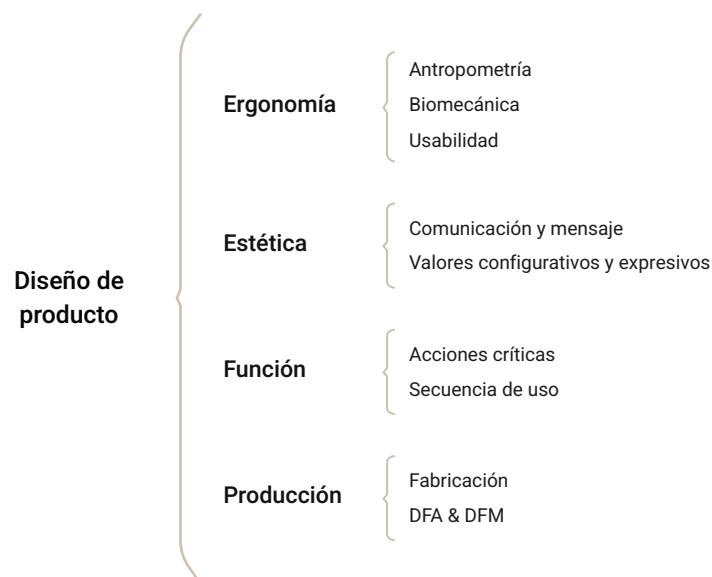 Diseño de
producto
Ergonomía
Antropometría
Biomecánica
Usabilidad
Estética
Comunicación y mensaje
Valores configurativos y expresivos
Función
Acciones críticas
Secuencia de uso
Producción
Fabricación
DFA & DFM